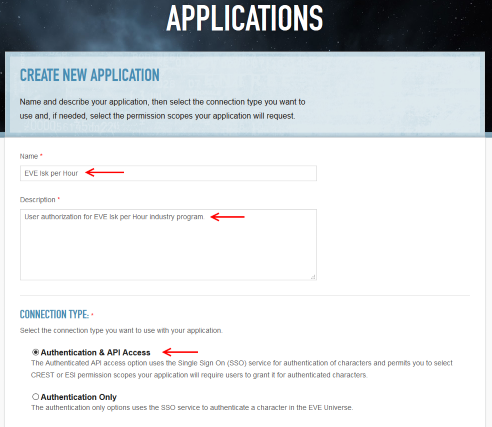 APPLICATIONS
CREATE NEW APPLICATION
Name and describe your application, then select the connection type you want to
use and, if needed, select the permission scopes your application will request.
Name *
EVE Isk per Hour
Description *
User authorization for EVE Isk per Hour industry program
CONNECTION TYPE: *
Select the connection type you want to use with your application.
Authentication & API Access
The Authenticated API access option uses the Single Sign On (SSO) service for authentication of characters and permits you to select
CREST or ESI permission scopes your application will require users to grant it for authenticated characters.
Authentication Only
The authentication only options uses the SSO service to authenticate a character in the EVE Universe.